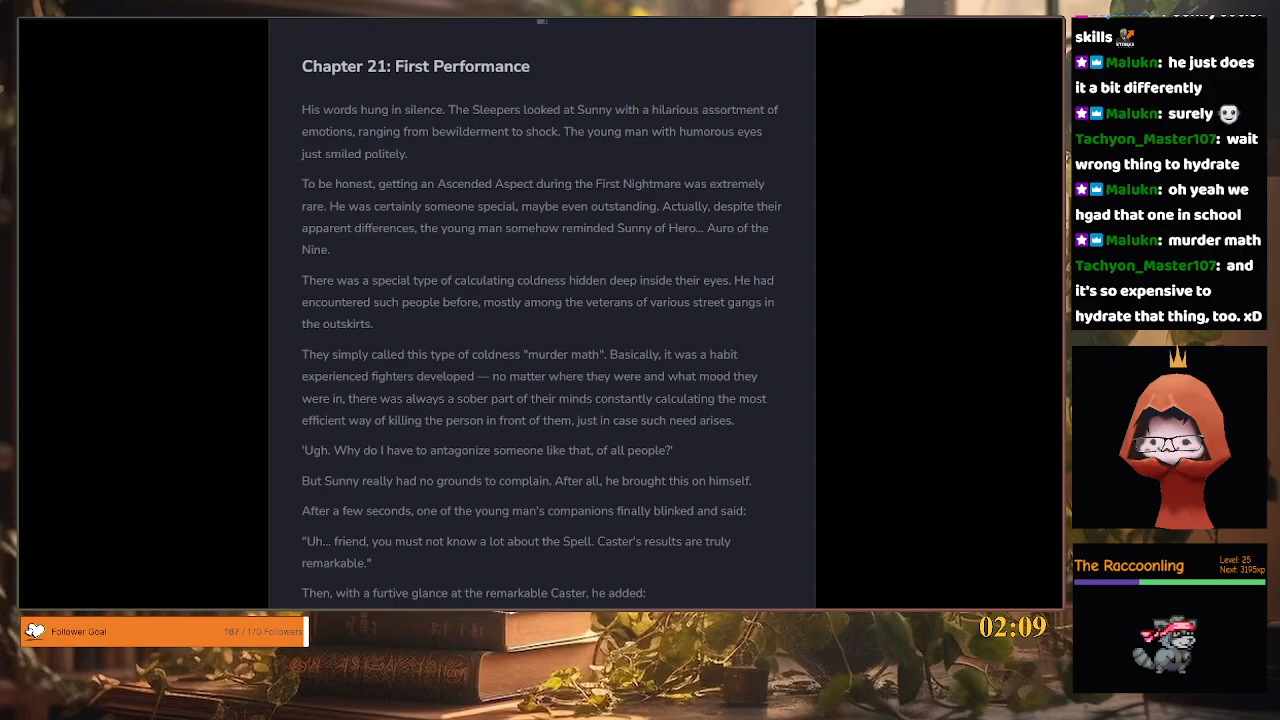 Chapter 21: First Performance
His words hung in silence. The Sleepers looked at Sunny with a hilarious assortment of
emotions, ranging from bewilderment to shock. The young man with humorous eyes
just smiled politely.
To be honest, getting an Ascended Aspect during the First Nightmare was extremely
rare. He was certainly someone special, maybe even outstanding. Actually, despite their
apparent differences, the young man somehow reminded Sunny of Hero... Auro of the
Nine.
There was a special type of calculating coldness hidden deep inside their eyes. He had
encountered such people before, mostly among the veterans of various street gangs in
the outskirts.
They simply called this type of coldness "murder math". Basically, it was a habit
experienced fighters developed — no matter where they were and what mood they
were in, there was always a sober part of their minds constantly calculating the most
efficient way of killing the person in front of them, just in case such need arises.
'Ugh. Why do I have to antagonize someone like that, of all people?'
But Sunny really had no grounds to complain. After all, he brought this on himself.
After a few seconds, one of the young man's companions finally blinked and said:
"Uh... friend, you must not know a lot about the Spell. Caster's results are truly
remarkable."
Then, with a furtive glance at the remarkable Caster, he added:
skills
Malukn: he just does
it a bit differently
Malukn: surely
Tachyon_Master107: wait
wrong thing to hydrate
Malukn: oh yeah we
hgad that one in school
Malukn: murder math
Tachyon_Master107: and
it's so expensive to
hydrate that thing, too. xD
The Raccoonling
Level: 25
Next: 3195xp
Follower Goal
167 / 170 Followers
02:09